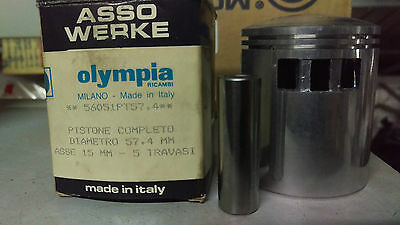 ASSO
WERKE
olympia
RICAMBI
MILANO - Made in Italy
** 56051PT57.4**
PISTONE COMPLETO
DIAMETRO 57.4 MM
ASSE 15 MM - 5 TRAVASI
made in italy